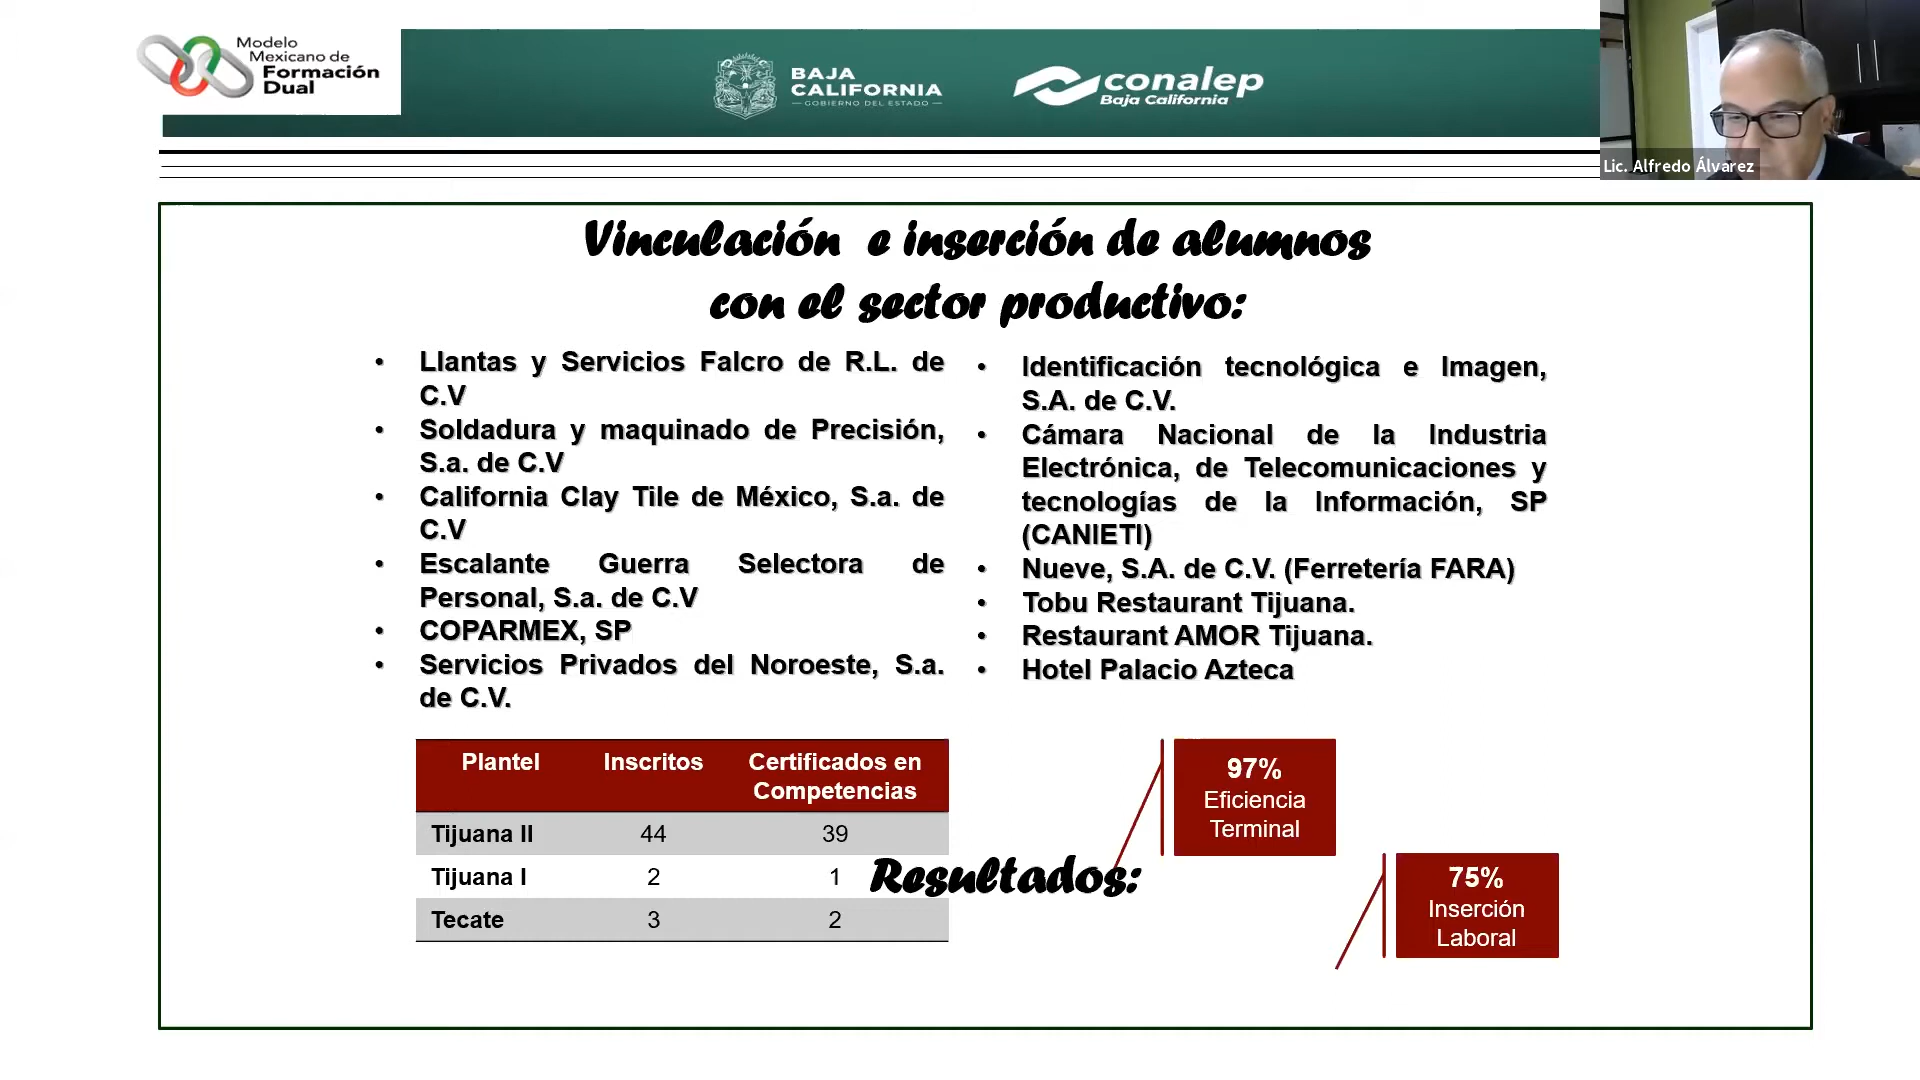 Modelo
Mexicano de
Formación
Dual
BAJA
CALIFORNIA
GOBIERNO DEL ESTADO
conalep
Baja California
Lic. Alfredo Álvarez
Vinculación e inserción de alumnos
con el sector productivo:
• Llantas y Servicios Falcro de R.L. de
C.V
• Soldadura y maquinado de Precisión,
S.a. de C.V
• California Clay Tile de México, S.a. de
C.V
• Escalante Guerra Selectora de
Personal, S.a. de C.V
• COPARMEX, SP
• Servicios Privados del Noroeste, S.a.
de C.V.
• Identificación tecnológica e Imagen,
S.A. de C.V.
• Cámara Nacional de la Industria
Electrónica, de Telecomunicaciones y
tecnologías de la Información, SP
(CANIETI)
• Nueve, S.A. de C.V. (Ferretería FARA)
• Tobu Restaurant Tijuana.
• Restaurant AMOR Tijuana.
• Hotel Palacio Azteca
Plantel Inscritos Certificados en
Competencias
Tijuana II 44 39
Tijuana I 2 1
Tecate 3 2
Resultados:
97%
Eficiencia
Terminal
75%
Inserción
Laboral